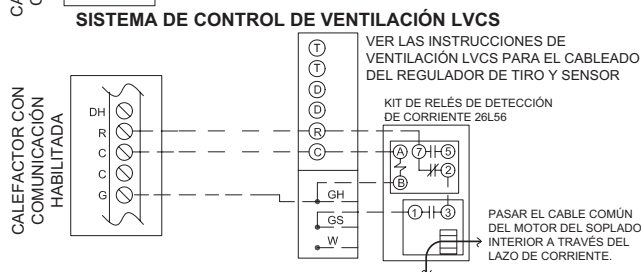 SISTEMA DE CONTROL DE VENTILACIÓN LVCS
VER LAS INSTRUCCIONES DE
VENTILACIÓN LVCS PARA EL CABLEADO
DEL REGULADOR DE TIRO Y SENSOR
KIT DE RELÉS DE DETECCIÓN
DE CORRIENTE 26L56
CALEFACTOR CON
COMUNICACIÓN
HABILITADA
DH
R
C
C
G
T
T
D
D
R
C
GH
GS
W
A
7
5
2
B
1
3
PASAR EL CABLE COMÚN
DEL MOTOR DEL SOPLADO
INTERIOR A TRAVÉS DEL
LAZO DE CORRIENTE.